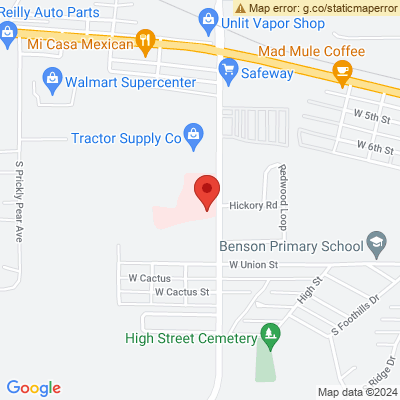 Map error: g.co/staticmaperror
Reilly Auto Parts
Unlit Vapor Shop
Mi Casa Mexican
Mad Mule Coffee
Safeway
Walmart Supercenter
W 5th St
Tractor Supply Co
W 6th St
S Prickly Pear Ave
Redwood Loop
Hickory Rd
Benson Primary School
W Union St
W Cactus
W Cactus St
High St
S Foothills Dr
High Street Cemetery
Ridge Dr
Google
Map data ©2024